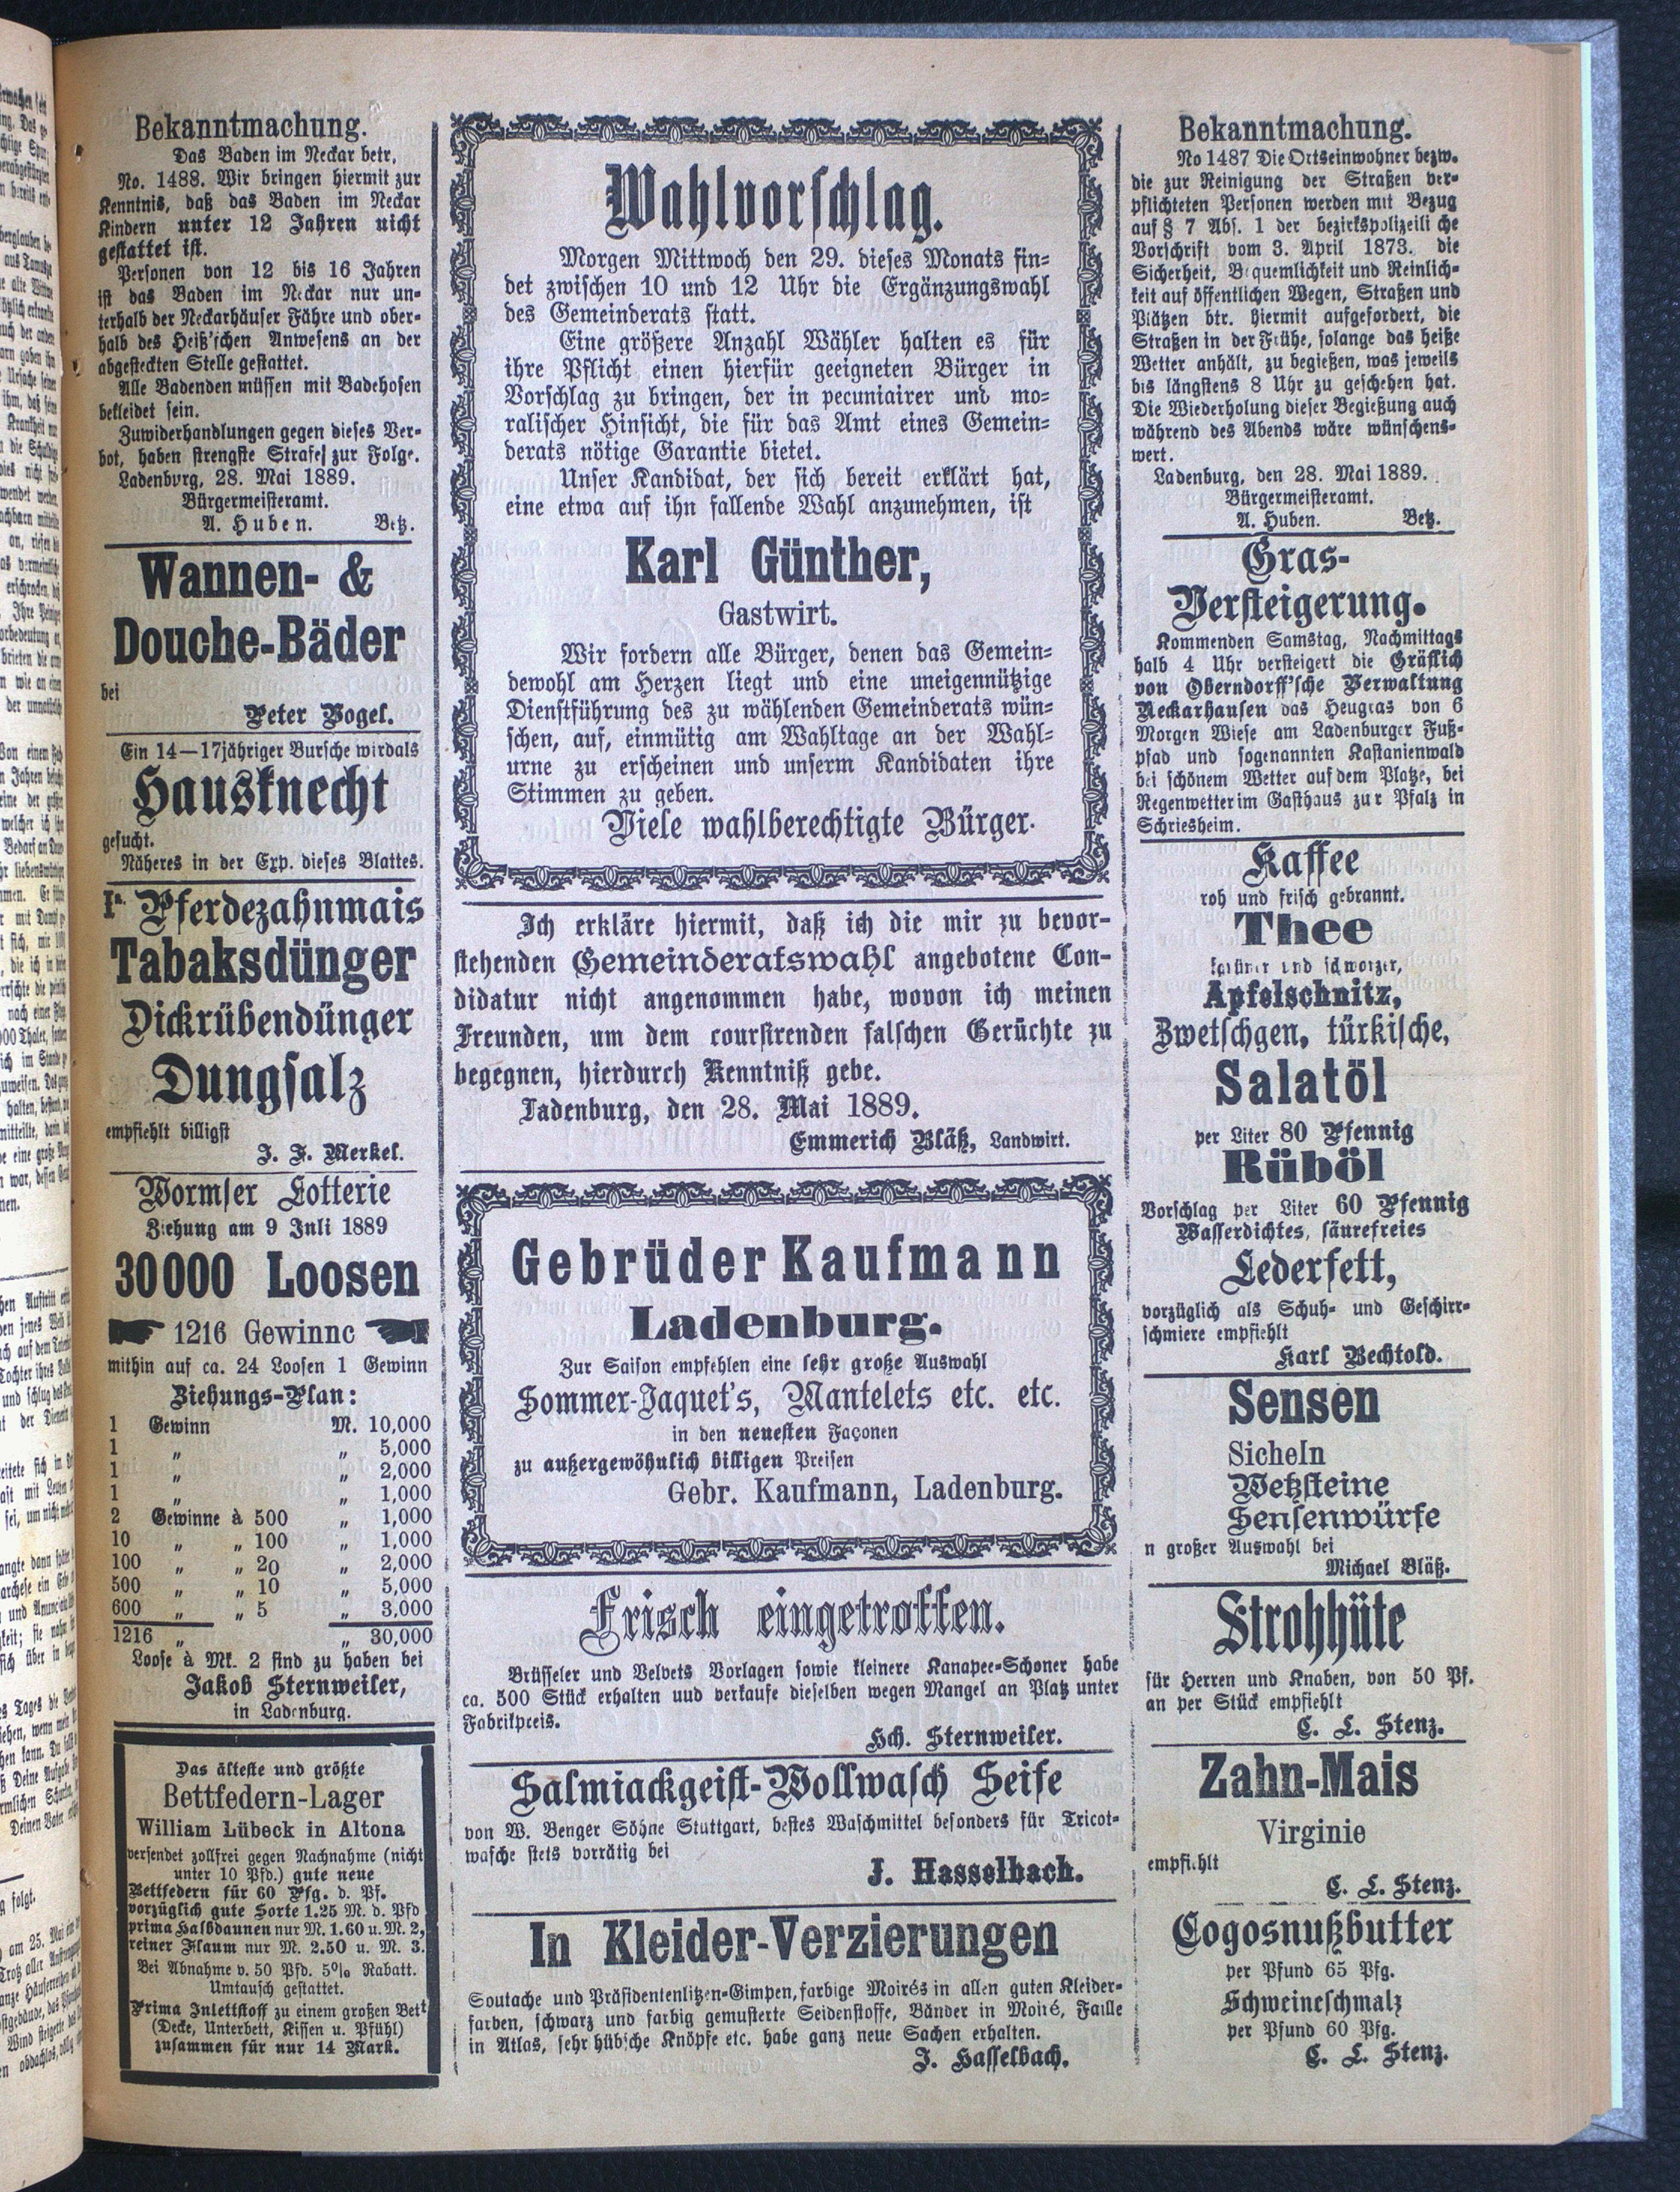 Bekanntmachung.
Das Baden im Neckar betr,
No. 1488. Wir bringen hiermit zur
Kenntnis, daß das Baden im Neckar
Kindern unter 12 Jahren nicht
gestattet ist.
Personen von 12 bis 16 Jahren
ist das Baden im Neckar nur un-
terhalb der Neckarhäuser Fähre und ober-
halb des Heiß'schen Anwesens an der
abgesteckten Stelle gestattet.
Alle Badenden müssen mit Badehosen
bekleidet sein.
Zuwiderhandlungen gegen dieses Ver-
bot, haben strengste Strafe zur Folge.
Ladenburg, 28. Mai 1889.
Bürgermeisteramt.
A. Huben. Betz.
Wannen- &
Douche-Bäder
bei
Peter Vogel.
Ein 14—17jähriger Bursche wird als
Hausknecht
gesucht.
Näheres in der Exp. dieses Blattes.
Ia. Pferdezahnmais
Tabaksdünger
Dickrübendünger
Dungsalz
empfiehlt billigst
J. F. Merkel.
Wormser Lotterie
Ziehung am 9 Juli 1889
30000 Loosen
1216 Gewinne
mithin auf ca. 24 Loosen 1 Gewinn
Ziehungs-Plan:
1 Gewinn M. 10,000
1 „ „ 5,000
1 „ „ 2,000
1 „ „ 1,000
2 Gewinne à 500 „ 1,000
10 „ „ 100 „ 1,000
100 „ „ 20 „ 2,000
500 „ „ 10 „ 5,000
600 „ „ 5 „ 3,000
1216 „ „ 30,000
Loose à Mk. 2 sind zu haben bei
Jakob Sternweiler,
in Ladenburg.
Das älteste und größte
Bettfedern-Lager
William Lübeck in Altona
versendet zollfrei gegen Nachnahme (nicht
unter 10 Pfd.) gute neue
Bettfedern für 60 Pfg. d. Pf.
vorzüglich gute Sorte 1.25 M. d. Pfd
prima Halbdaunen nur M. 1.60 u. M. 2,
reiner Flaum nur M. 2.50 u. M. 3.
Bei Abnahme v. 50 Pfd. 5% Rabatt.
Umtausch gestattet.
Prima Inlettstoff zu einem großen Bett
(Decke, Unterbett, Kissen u. Pfühl)
zusammen für nur 14 Mark.
Wahlvorschlag.
Morgen Mittwoch den 29. dieses Monats fin-
det zwischen 10 und 12 Uhr die Ergänzungswahl
des Gemeinderats statt.
Eine größere Anzahl Wähler halten es für
ihre Pflicht einen hierfür geeigneten Bürger in
Vorschlag zu bringen, der in pecuniairer und mo-
ralischer Hinsicht, die für das Amt eines Gemein-
derats nötige Garantie bietet.
Unser Kandidat, der sich bereit erklärt hat,
eine etwa auf ihn fallende Wahl anzunehmen, ist
Karl Günther,
Gastwirt.
Wir fordern alle Bürger, denen das Gemein-
dewohl am Herzen liegt und eine uneigennützige
Dienstführung des zu wählenden Gemeinderats wün-
schen, auf, einmütig am Wahltage an der Wahl-
urne zu erscheinen und unserm Kandidaten ihre
Stimmen zu geben.
Viele wahlberechtigte Bürger.
Ich erkläre hiermit, daß ich die mir zu bevor-
stehenden Gemeinderatswahl angebotene Con-
didatur nicht angenommen habe, wovon ich meinen
Freunden, um dem coursirenden falschen Gerüchte zu
begegnen, hierdurch Kenntniß gebe.
Ladenburg, den 28. Mai 1889.
Emmerich Bläß, Landwirt.
Gebrüder Kaufmann
Ladenburg.
Zur Saison empfehlen eine sehr große Auswahl
Sommer-Jaquet's, Mantelets etc. etc.
in den neuesten Façonen
zu außergewöhnlich billigen Preisen
Gebr. Kaufmann, Ladenburg.
Frisch eingetroffen.
Brüsseler und Velvets Vorlagen sowie kleinere Kanapee-Schoner habe
ca. 500 Stück erhalten uud verkaufe dieselben wegen Mangel an Platz unter
Fabrikpreis.
Hch. Sternweiler.
Salmiackgeist-Wollwasch Seife
von W. Benger Söhne Stuttgart, bestes Waschmittel besonders für Tricot-
wasche stets vorrätig bei
J. Hasselbach.
In Kleider-Verzierungen
Soutache und Präsidentenlitzen-Gimpen, farbige Moirés in allen guten Kleider-
farben, schwarz und farbig gemusterte Seidenstoffe, Bänder in Moiré, Faille
in Atlas, sehr hübsche Knöpfe etc. habe ganz neue Sachen erhalten.
J. Hasselbach.
Bekanntmachung.
No 1487 Die Ortseinwohner bezw.
die zur Reinigung der Straßen ver-
pflichteten Personen werden mit Bezug
auf § 7 Abs. 1 der bezirkspolizeili che
Vorschrift vom 3. April 1873. die
Sicherheit, Bequemlichkeit und Reinlich-
keit auf öffentlichen Wegen, Straßen und
Plätzen btr. hiermit aufgefordert, die
Straßen in der Frühe, solange das heiße
Wetter anhält, zu begießen, was jeweils
bis längstens 8 Uhr zu geschehen hat.
Die Wiederholung dieser Begießung auch
während des Abends wäre wünschens-
wert.
Ladenburg, den 28. Mai 1889.
Bürgermeisteramt.
A. Huben. Betz.
Gras-
Versteigerung.
Kommenden Samstag, Nachmittags
halb 4 Uhr versteigert die Gräflich
von Oberndorff'sche Verwaltung
Neckarhausen das Heugras von 6
Morgen Wiese am Ladenburger Fuß-
pfad und sogenannten Kastanienwald
bei schönem Wetter auf dem Platze, bei
Regenwetter im Gasthaus zur Pfalz in
Schriesheim.
Kaffee
roh und frisch gebrannt.
Thee
grüner und schwarzer,
Apfelschnitz,
Zwetschgen, türkische,
Salatöl
per Liter 80 Pfennig
Rüböl
Vorschlag per Liter 60 Pfennig
Wasserdichtes, säurefreies
Lederfett,
vorzüglich als Schuh- und Geschirr-
schmiere empfiehlt
Karl Bechtold.
Sensen
Sicheln
Wetzsteine
Sensenwürfe
n großer Auswahl bei
Michael Bläß.
Strohhüte
für Herren und Knaben, von 50 Pf.
an per Stück empfiehlt
C. L. Stenz.
Zahn-Mais
Virginie
empfiehlt
C. L. Stenz.
Cogosnußbutter
per Pfund 65 Pfg.
Schweineschmalz
per Pfund 60 Pfg.
C. L. Stenz.